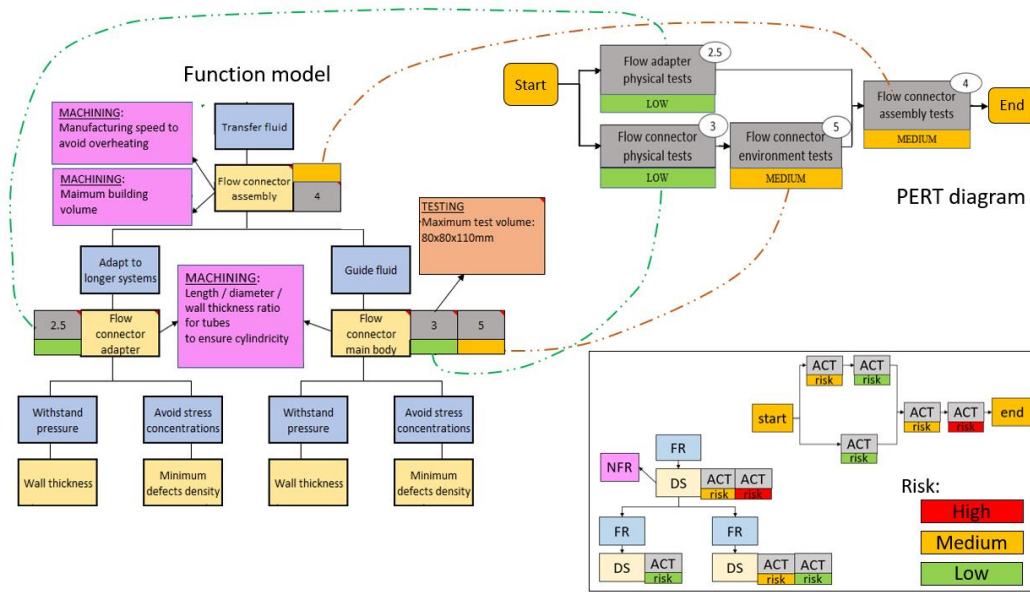 Function model
MACHINING:
Manufacturing speed to
avoid overheating
MACHINING:
Maimum building
volume
Transfer fluid
Flow connector
assembly
4
TESTING
Maximum test volume:
80x80x110mm
Adapt to
longer systems
MACHINING:
Length / diameter /
wall thickness ratio
for tubes
to ensure cylindricity
Guide fluid
2.5
Flow
connector
adapter
Flow
connector
main body
3
5
Withstand
pressure
Avoid stress
concentrations
Withstand
pressure
Avoid stress
concentrations
Wall thickness
Minimum
defects density
Wall thickness
Minimum
defects density
Start
Flow adapter
physical tests
2.5
LOW
Flow connector
physical tests
3
LOW
Flow connector
environment tests
5
MEDIUM
Flow connector
assembly tests
4
MEDIUM
End
PERT diagram
start
ACT
risk
ACT
risk
ACT
risk
ACT
risk
ACT
risk
end
FR
NFR
DS
ACT
risk
ACT
risk
FR
DS
ACT
risk
FR
DS
ACT
risk
ACT
risk
Risk:
High
Medium
Low